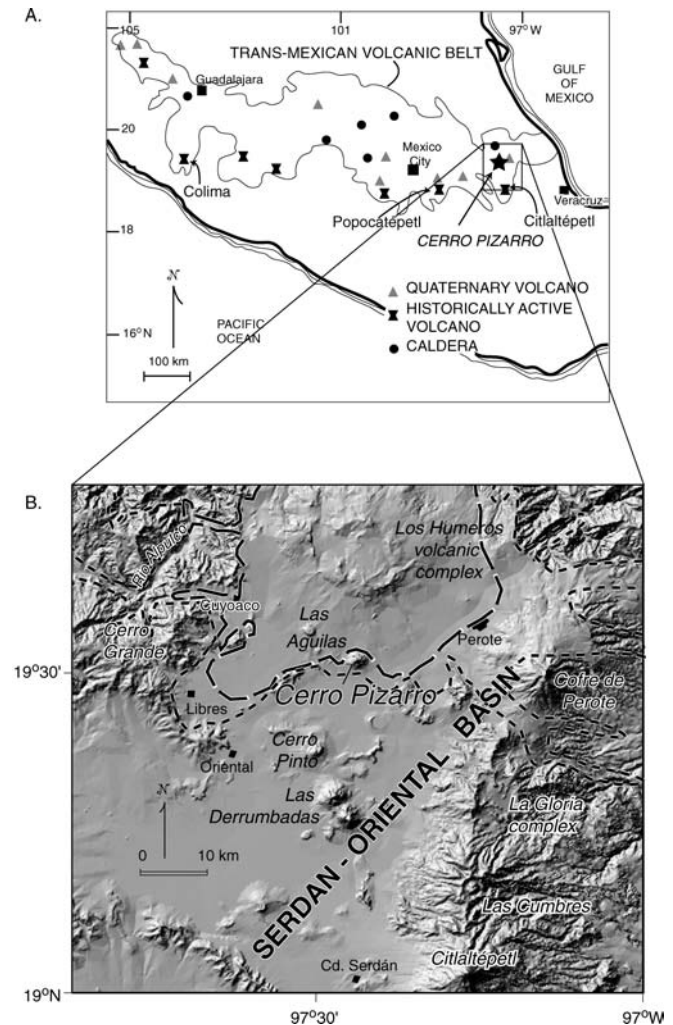 A.
105
101
97° W
TRANS-MEXICAN VOLCANIC BELT
GULF
OF
MEXICO
Guadalajara
20
Mexico
City
Colima
Veracruz
Popocatépetl
Citlaltépetl
CERRO PIZARRO
18
N
QUATERNARY VOLCANO
HISTORICALLY ACTIVE
VOLCANO
CALDERA
16° N
PACIFIC
OCEAN
100 km
B.
Los Humeros
volcanic
complex
Cuyoaco
Las
Aguilas
Cerro
Grande
Perote
19°30'
Cerro Pizarro
Cofre de
Perote
Libres
SERDAN - ORIENTAL BASIN
Cerro
Pinto
Oriental
Las
Derrumbadas
N
La Gloria
complex
0 10 km
Las Cumbres
Citlaltépetl
Cd. Serdán
19°N
97°30'
97°W